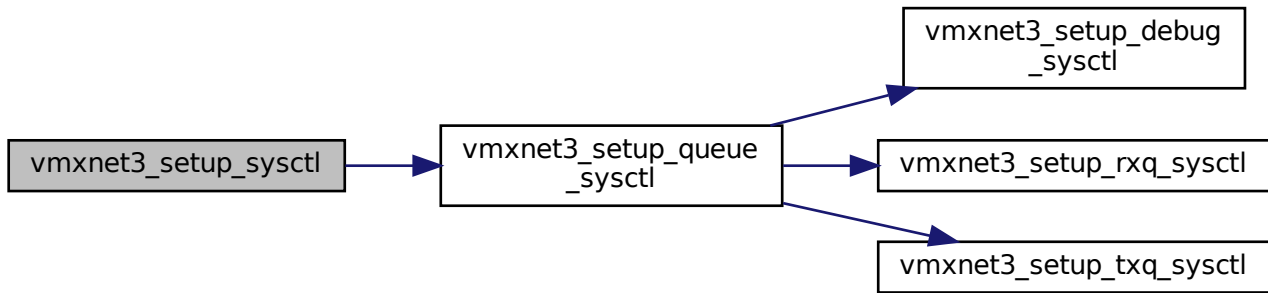 vmxnet3_setup_sysctl
vmxnet3_setup_queue
_sysctl
vmxnet3_setup_debug
_sysctl
vmxnet3_setup_rxq_sysctl
vmxnet3_setup_txq_sysctl